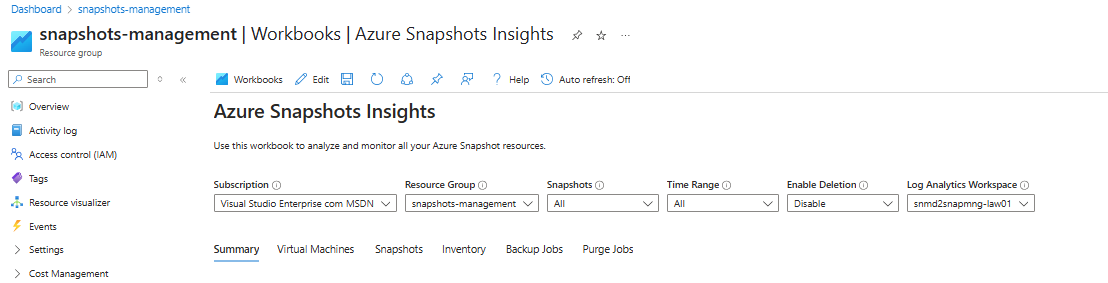 Dashboard > snapshots-management
snapshots-management | Workbooks | Azure Snapshots Insights ...
Resource group
Search
Workbooks Edit Help Auto refresh: Off
Overview
Activity log
Access control (IAM)
Tags
Resource visualizer
Events
Settings
Cost Management
Azure Snapshots Insights
Use this workbook to analyze and monitor all your Azure Snapshot resources.
Subscription Resource Group Snapshots Time Range Enable Deletion Log Analytics Workspace
Visual Studio Enterprise com MSDN snapshots-management All All Disable snmd2snapmng-law01
Summary Virtual Machines Snapshots Inventory Backup Jobs Purge Jobs